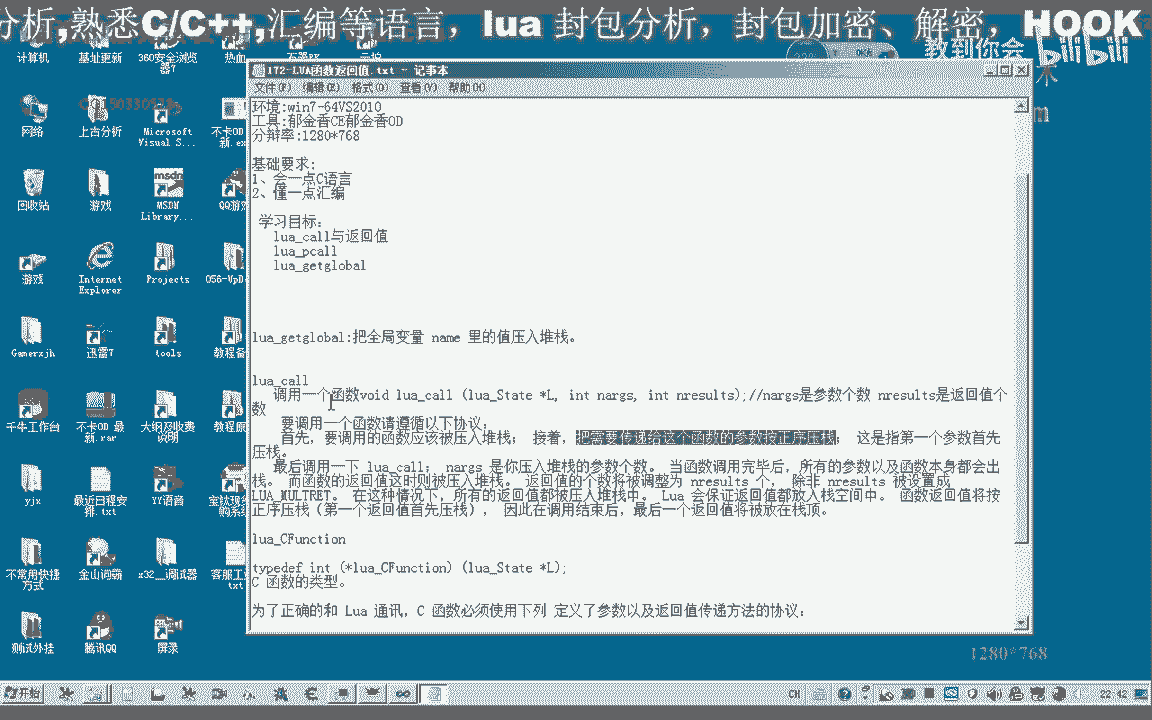 分析,熟悉C/C++,汇编等语言，lua 封包分析，封包加密、解密，HOOK
教到你会
bilibili
计算机
基址更新
360安全浏览器7
172-LUA函数返回值.txt - 记事本
文件(F) 编辑(E) 格式(O) 查看(V) 帮助(H)
环境:win7-64VS2010
工具:郁金香CE郁金香OD
分辩率:1280*768
基础要求:
1、会一点C语言
2、懂一点汇编
学习目标:
lua_call与返回值
lua_pcall
lua_getglobal
lua_getglobal:把全局变量 name 里的值压入堆栈。
lua_call
调用一个函数void lua_call (lua_State *L, int nargs, int nresults);//nargs是参数个数 nresults是返回值个
数
要调用一个函数请遵循以下协议：
首先，要调用的函数应该被压入堆栈； 接着，把需要传递给这个函数的参数按正序压栈； 这是指第一个参数首先
压栈。
最后调用一下 lua_call； nargs 是你压入堆栈的参数个数。 当函数调用完毕后，所有的参数以及函数本身都会出
栈。 而函数的返回值这时则被压入堆栈。 返回值的个数将被调整为 nresults 个， 除非 nresults 被设置成
LUA_MULTRET。 在这种情况下，所有的返回值都被压入堆栈中。 Lua 会保证返回值都放入栈空间中。 函数返回值将按
正序压栈（第一个返回值首先压栈）， 因此在调用结束后，最后一个返回值将被放在栈顶。
lua_CFunction
typedef int (*lua_CFunction) (lua_State *L);
C 函数的类型。
为了正确的和 Lua 通讯，C 函数必须使用下列 定义了参数以及返回值传递方法的协议：
网络
上古分析
Microsoft Visual S...
不卡OD
回收站
游戏
MSDN Library...
QQ游戏
游戏
Internet Explorer
Projects
Gamerxjh
迅雷7
tools
教程备
千牛工作台
不卡OD 最新.rar
大纲及收费说明
教程原
yjx
最近日程安排.txt
YY语音
不常用快捷方式
金山词霸
x32__调试器
客服工
txt
测试外挂
腾讯QQ
屏录
1280*768
开始
CH
22:42